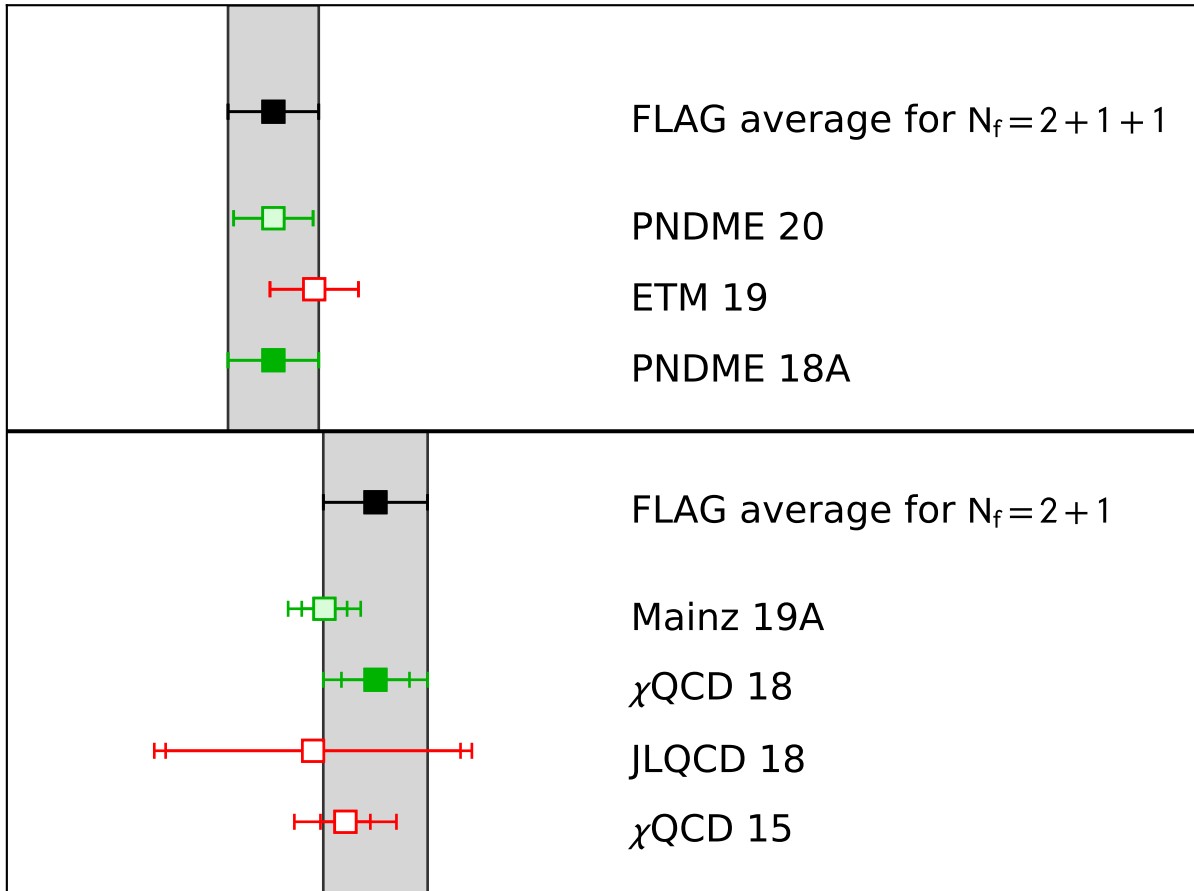 FLAG average for N_f = 2 + 1 + 1
PNDME 20
ETM 19
PNDME 18A
FLAG average for N_f = 2 + 1
Mainz 19A
χQCD 18
JLQCD 18
χQCD 15